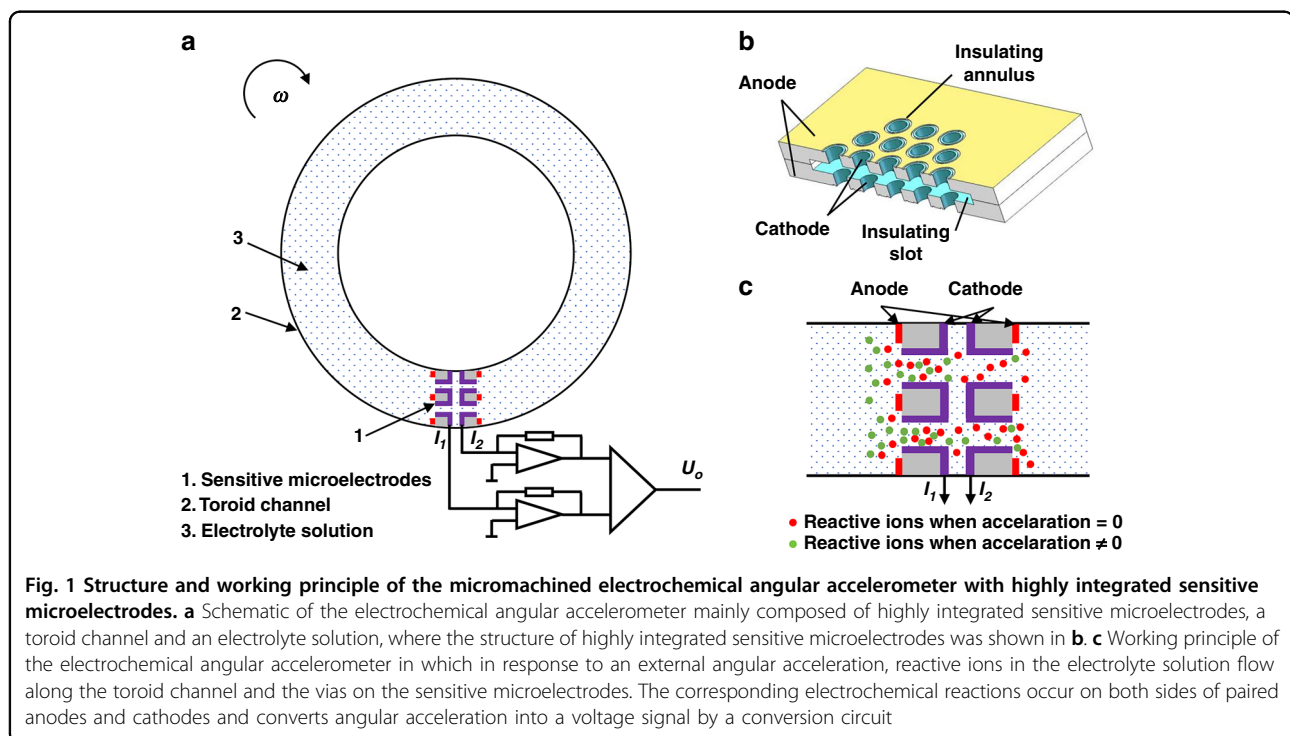 a
ω
3
2
1
I1
I2
Uo
1. Sensitive microelectrodes
2. Toroid channel
3. Electrolyte solution
b
Insulating
annulus
Anode
Cathode
Insulating
slot
c
Anode
Cathode
I1
I2
Reactive ions when accelaration = 0
Reactive ions when accelaration ≠ 0
Fig. 1 Structure and working principle of the micromachined electrochemical angular accelerometer with highly integrated sensitive
microelectrodes. a Schematic of the electrochemical angular accelerometer mainly composed of highly integrated sensitive microelectrodes, a
toroid channel and an electrolyte solution, where the structure of highly integrated sensitive microelectrodes was shown in b. c Working principle of
the electrochemical angular accelerometer in which in response to an external angular acceleration, reactive ions in the electrolyte solution flow
along the toroid channel and the vias on the sensitive microelectrodes. The corresponding electrochemical reactions occur on both sides of paired
anodes and cathodes and converts angular acceleration into a voltage signal by a conversion circuit